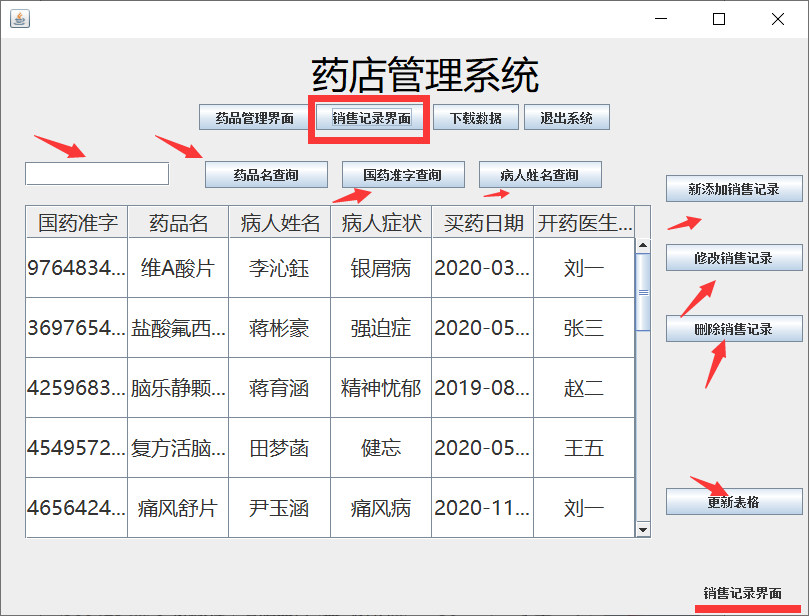 药店管理系统
药品管理界面 销售记录界面 下载数据 退出系统
药品名查询 国药准字查询 病人姓名查询
新添加销售记录
修改销售记录
删除销售记录
更新表格
国药准字 药品名 病人姓名 病人症状 买药日期 开药医生...
9764834... 维A酸片 李沁鈺 银屑病 2020-03... 刘一
3697654... 盐酸氟西... 蒋彬豪 强迫症 2020-05... 张三
4259683... 脑乐静颗... 蒋育涵 精神忧郁 2019-08... 赵二
4549572... 复方活脑... 田梦菡 健忘 2020-05... 王五
4656424... 痛风舒片 尹玉涵 痛风病 2020-11... 刘一
销售记录界面